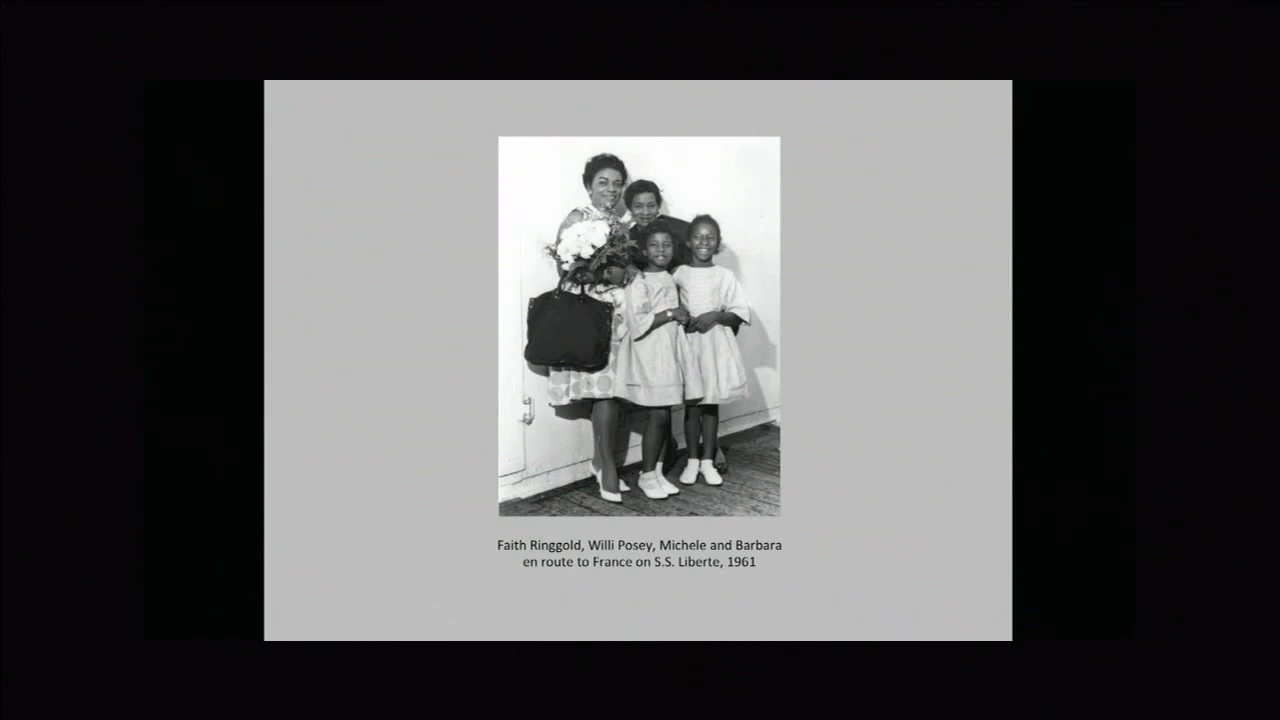 Faith Ringgold, Willi Posey, Michele and Barbara
en route to France on S.S. Liberte, 1961